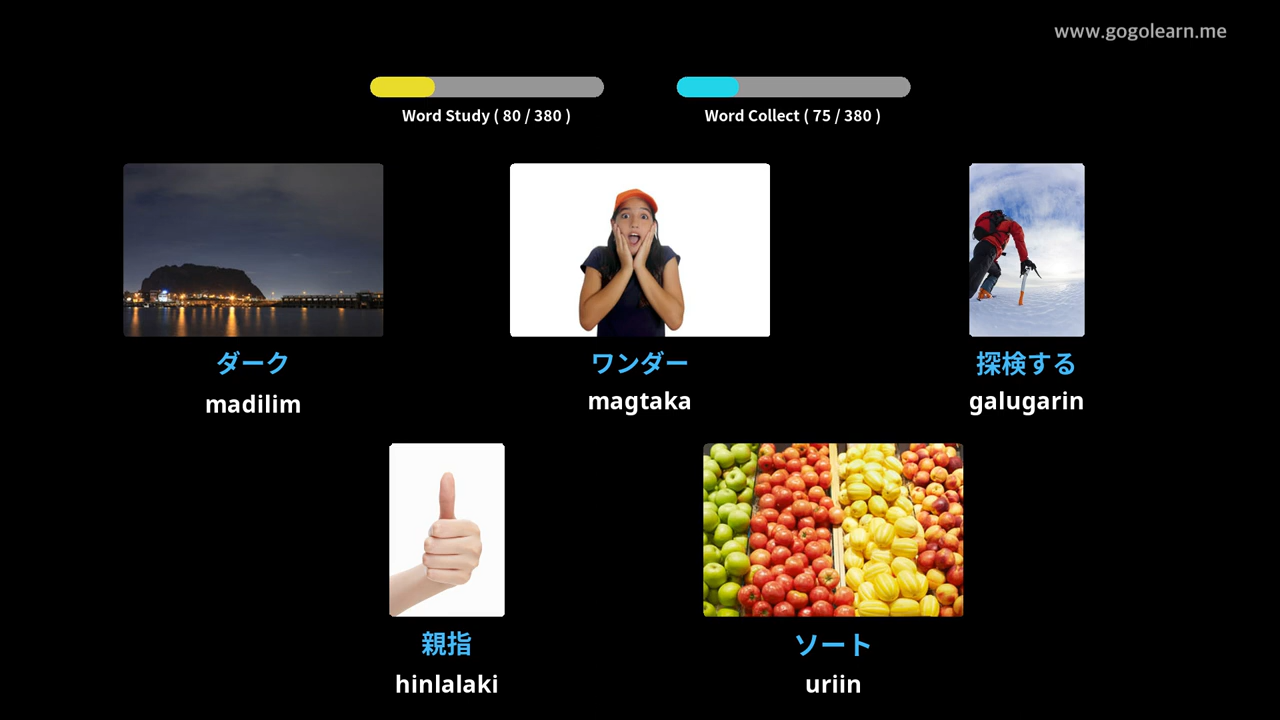 www.gogolearn.me
Word Study ( 80 / 380 )
Word Collect ( 75 / 380 )
ダーク
madilim
ワンダー
magtaka
探検する
galugarin
親指
hinlalaki
ソート
uriin